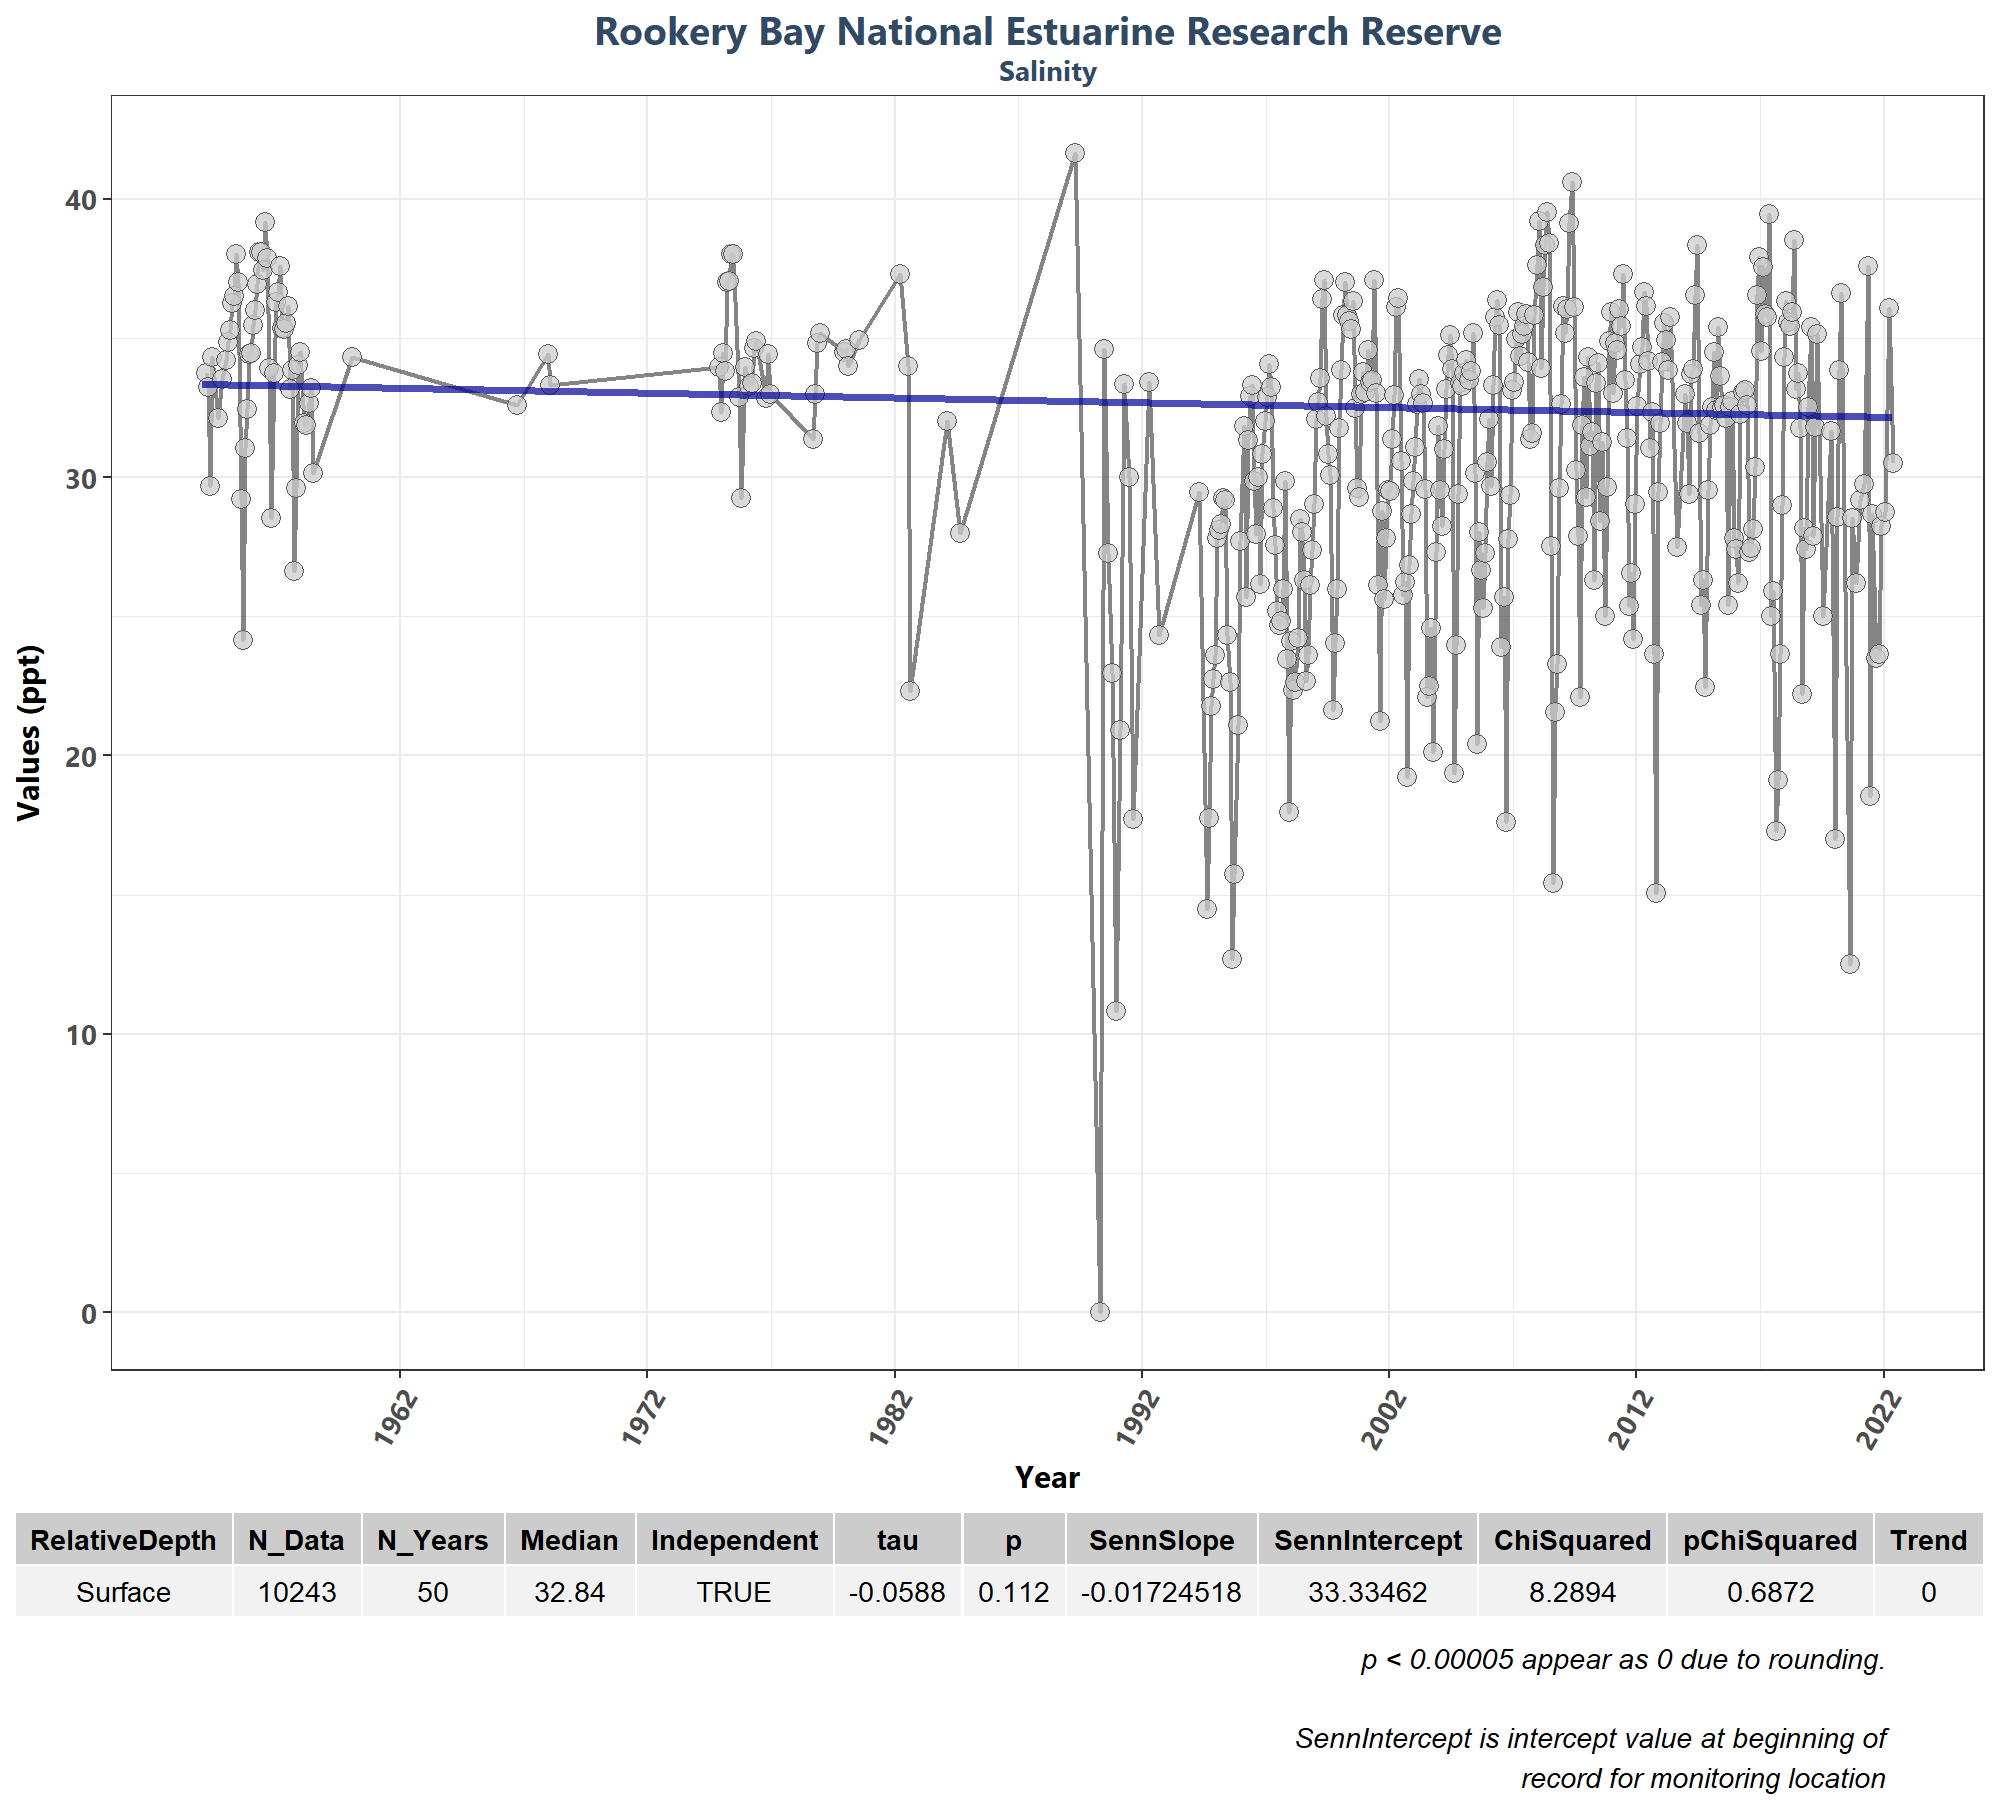 Rookery Bay National Estuarine Research Reserve
Salinity
Values (ppt)
40
30
20
10
0
1962
1972
1982
1992
2002
2012
2022
Year
RelativeDepth N_Data N_Years Median Independent tau p SennSlope SennIntercept ChiSquared pChiSquared Trend
Surface 10243 50 32.84 TRUE -0.0588 0.112 -0.01724518 33.33462 8.2894 0.6872 0
p < 0.00005 appear as 0 due to rounding.
SennIntercept is intercept value at beginning of
record for monitoring location